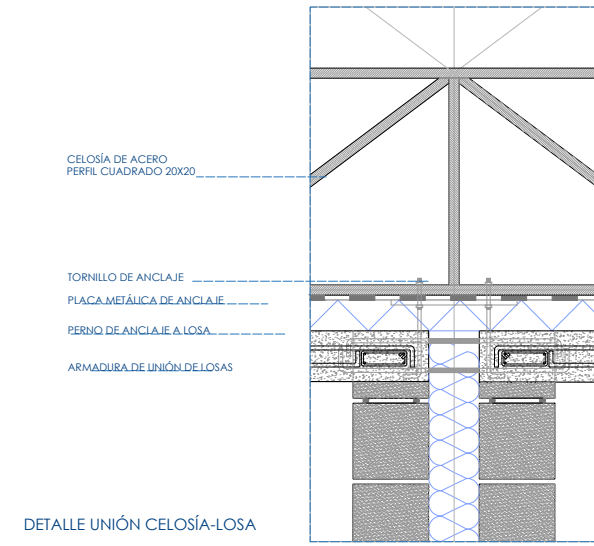 CELOSÍA DE ACERO
PERFIL CUADRADO 20X20
TORNILLO DE ANCLAJE
PLACA METÁLICA DE ANCLAJE
PERNO DE ANCLAJE A LOSA
ARMADURA DE UNIÓN DE LOSAS
DETALLE UNIÓN CELOSÍA-LOSA